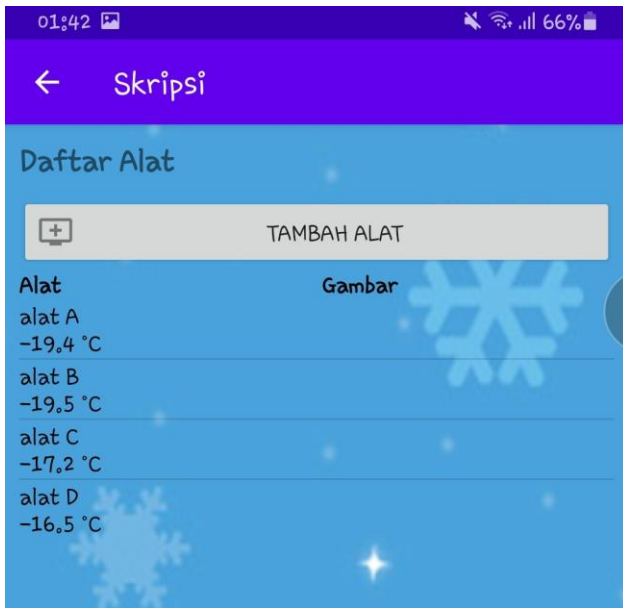 01:42 66%
Skripsi
Daftar Alat
TAMBAH ALAT
Alat Gambar
alat A
-19.4 °C
alat B
-19.5 °C
alat C
-17.2 °C
alat D
-16.5 °C